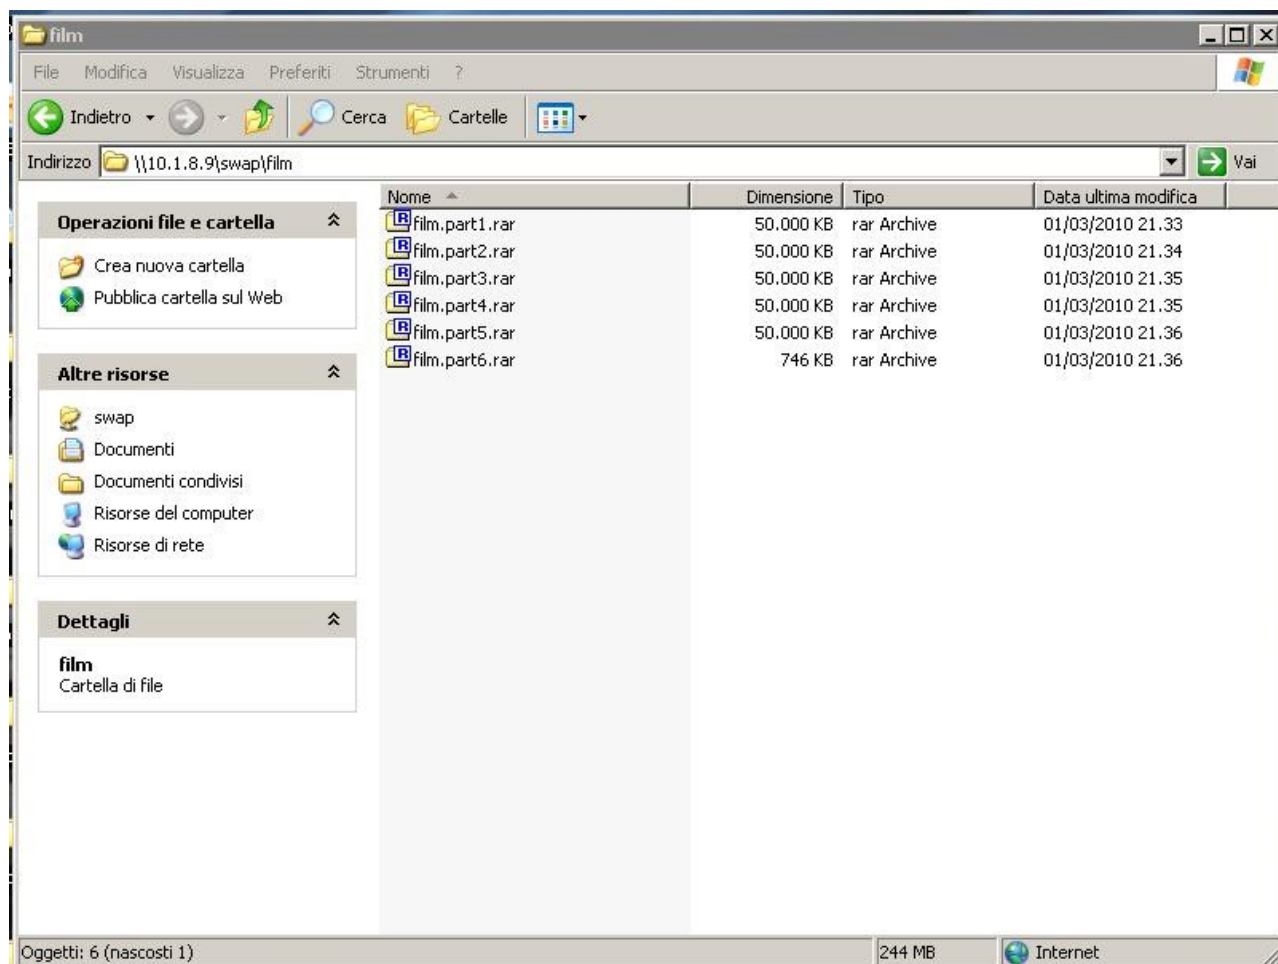 film
File Modifica Visualizza Preferiti Strumenti ?
Indietro Cerca Cartelle
Indirizzo \\10.1.8.9\swap\film Vai
Operazioni file e cartella
Crea nuova cartella
Pubblica cartella sul Web
Altre risorse
swap
Documenti
Documenti condivisi
Risorse del computer
Risorse di rete
Dettagli
film
Cartella di file
Nome Dimensione Tipo Data ultima modifica
film.part1.rar 50.000 KB rar Archive 01/03/2010 21.33
film.part2.rar 50.000 KB rar Archive 01/03/2010 21.34
film.part3.rar 50.000 KB rar Archive 01/03/2010 21.35
film.part4.rar 50.000 KB rar Archive 01/03/2010 21.35
film.part5.rar 50.000 KB rar Archive 01/03/2010 21.36
film.part6.rar 746 KB rar Archive 01/03/2010 21.36
Oggetti: 6 (nascosti 1) 244 MB Internet